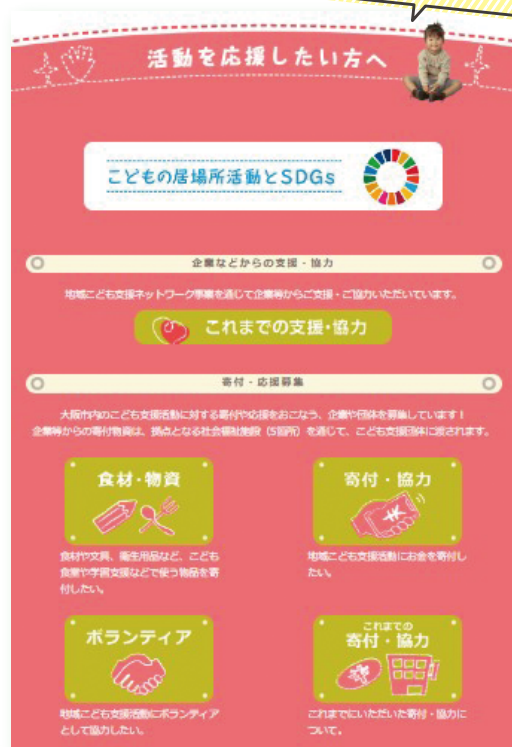 活動を応援したい方へ
こどもの居場所活動とSDGs
企業などからの支援・協力
地域こども支援ネットワーク事業を通じて企業等からご支援・ご協力いただいています。
これまでの支援・協力
寄付・応援募集
大阪市内のこども支援活動に対する寄付や応援をおこなう、企業や団体を募集しています！
企業等からの寄付物資は、拠点となる社会福祉施設（5箇所）を通じて、こども支援団体に渡されます。
食材・物資
食材や文具、衛生用品など、こども
食堂や学習支援などで使う物品を寄
付したい。
寄付・協力
地域こども支援活動にお金を寄付し
たい。
ボランティア
地域こども支援活動にボランティア
として協力したい。
これまでの
寄付・協力
これまでにいただいた寄付・協力に
ついて。